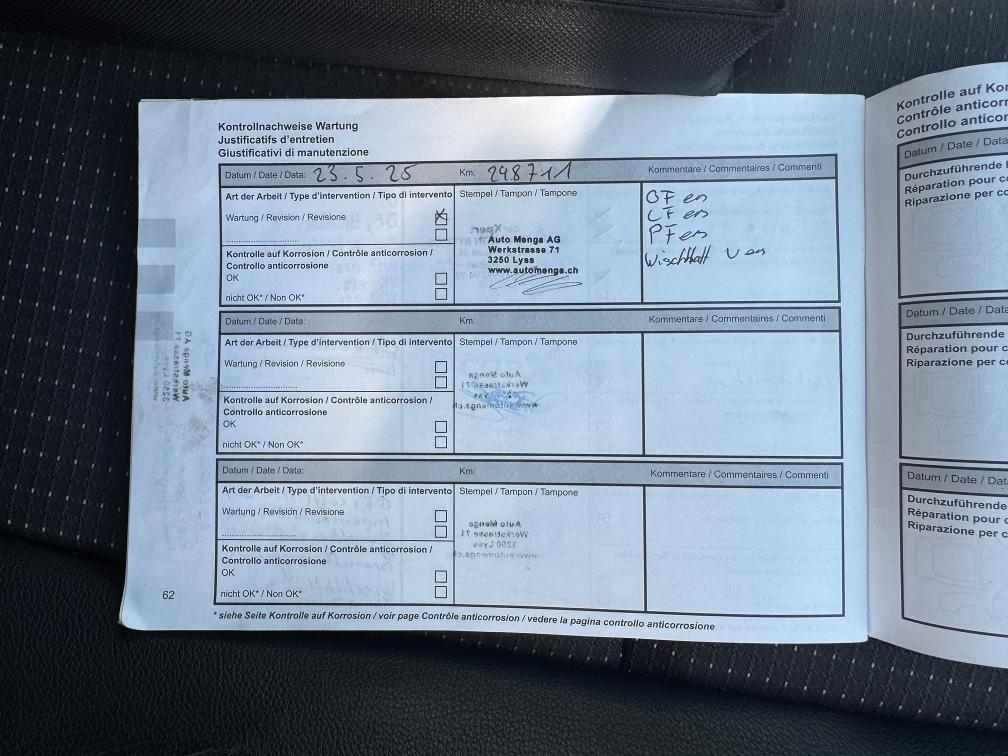 Kontrollnachweise Wartung
Justificatifs d'entretien
Giustificativi di manutenzione
Datum / Date / Data: 23.5.25 Km: 248711 Kommentare / Commentaires / Commenti
Art der Arbeit / Type d'intervention / Tipo di intervento Stempel / Tampon / Tampone
Wartung / Revision / Revisione
Kontrolle auf Korrosion / Contrôle anticorrosion /
Controllo anticorrosione
OK
nicht OK* / Non OK*
Auto Menga AG
Werkstrasse 71
3250 Lyss
www.automenga.ch
ÖF en
LF en
PF en
Datum / Date / Data: Km: Kommentare / Commentaires / Commenti
Art der Arbeit / Type d'intervention / Tipo di intervento Stempel / Tampon / Tampone
Wartung / Revision / Revisione
Kontrolle auf Korrosion / Contrôle anticorrosion /
Controllo anticorrosione
OK
nicht OK* / Non OK*
Datum / Date / Data: Km: Kommentare / Commentaires / Commenti
Art der Arbeit / Type d'intervention / Tipo di intervento Stempel / Tampon / Tampone
Wartung / Revision / Revisione
Kontrolle auf Korrosion / Contrôle anticorrosion /
Controllo anticorrosione
OK
nicht OK* / Non OK*
62
* siehe Seite Kontrolle auf Korrosion / voir page Contrôle anticorrosion / vedere la pagina controllo anticorrosione
Kontrolle auf Kor
Contrôle anticorr
Controllo anticor
Datum / Date / Data
Durchzuführende
Réparation pour c
Riparazione per co
Datum / Date / Data
Durchzuführende
Réparation pour c
Riparazione per c
Datum / Date / Dat
Durchzuführende
Réparation pour c
Riparazione per c